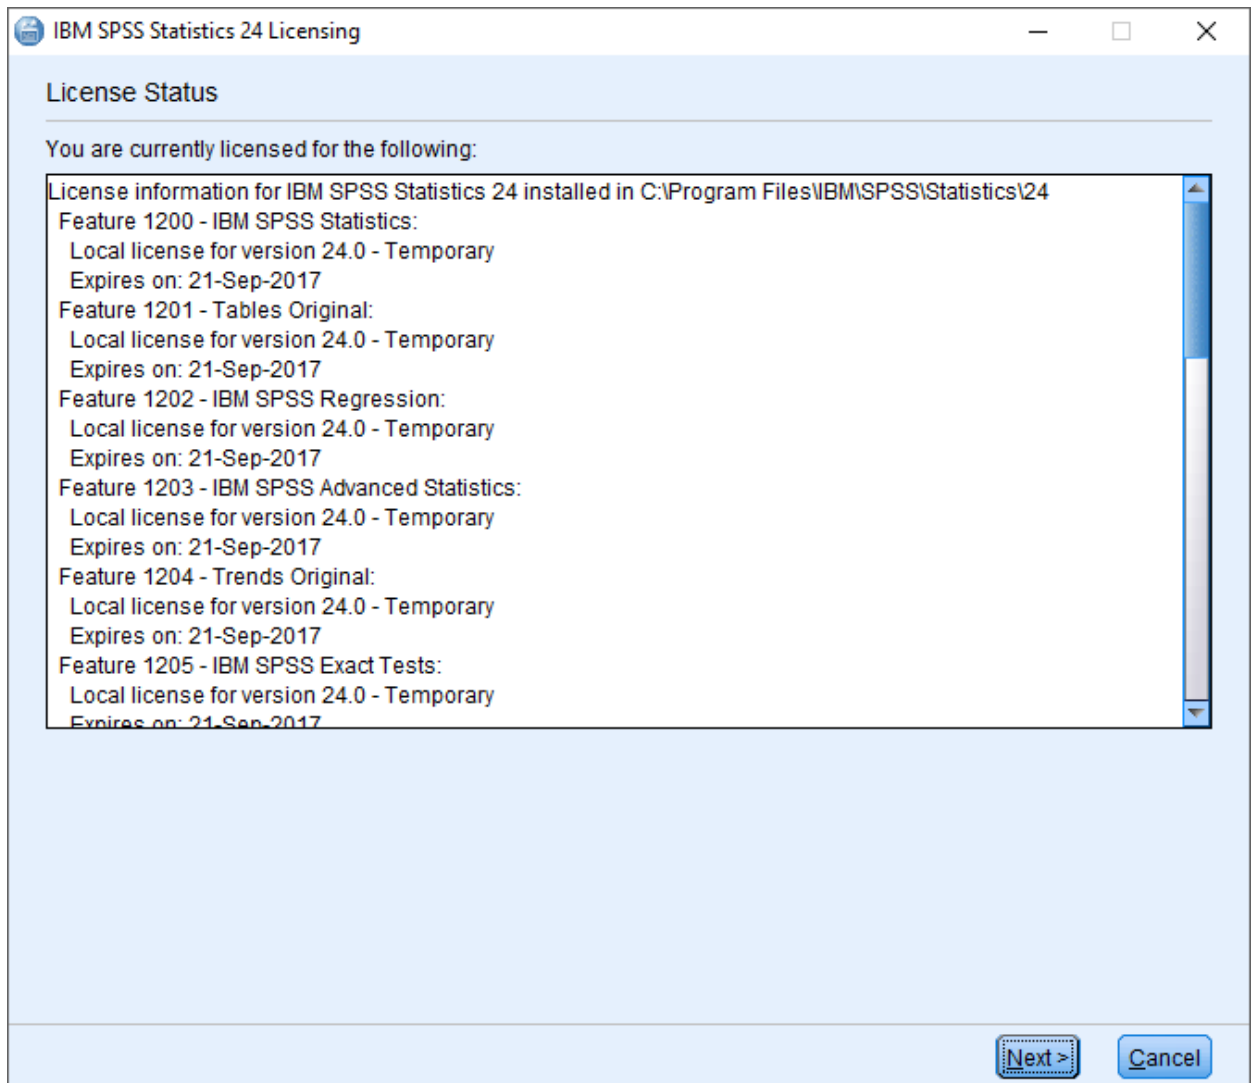 IBM SPSS Statistics 24 Licensing
License Status
You are currently licensed for the following:
License information for IBM SPSS Statistics 24 installed in C:\Program Files\IBM\SPSS\Statistics\24
Feature 1200 - IBM SPSS Statistics:
Local license for version 24.0 - Temporary
Expires on: 21-Sep-2017
Feature 1201 - Tables Original:
Local license for version 24.0 - Temporary
Expires on: 21-Sep-2017
Feature 1202 - IBM SPSS Regression:
Local license for version 24.0 - Temporary
Expires on: 21-Sep-2017
Feature 1203 - IBM SPSS Advanced Statistics:
Local license for version 24.0 - Temporary
Expires on: 21-Sep-2017
Feature 1204 - Trends Original:
Local license for version 24.0 - Temporary
Expires on: 21-Sep-2017
Feature 1205 - IBM SPSS Exact Tests:
Local license for version 24.0 - Temporary
Expires on: 21-Sep-2017
Next >
Cancel